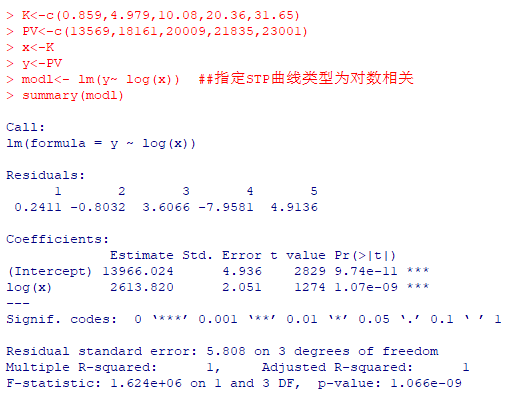 > K<-c(0.859,4.979,10.08,20.36,31.65)
> PV<-c(13569,18161,20009,21835,23001)
> x<-K
> y<-PV
> modl<- lm(y~ log(x))  ##指定STP曲线类型为对数相关
> summary(modl)
Call:
lm(formula = y ~ log(x))
Residuals:
      1       2       3       4       5
 0.2411 -0.8032  3.6066 -7.9581  4.9136
Coefficients:
             Estimate Std. Error t value Pr(>|t|)
(Intercept) 13966.024      4.936    2829 9.74e-11 ***
log(x)       2613.820      2.051    1274 1.07e-09 ***
---
Signif. codes:  0 ‘***’ 0.001 ‘**’ 0.01 ‘*’ 0.05 ‘.’ 0.1 ‘ ’ 1
Residual standard error: 5.808 on 3 degrees of freedom
Multiple R-squared:      1,     Adjusted R-squared:      1
F-statistic: 1.624e+06 on 1 and 3 DF,  p-value: 1.066e-09